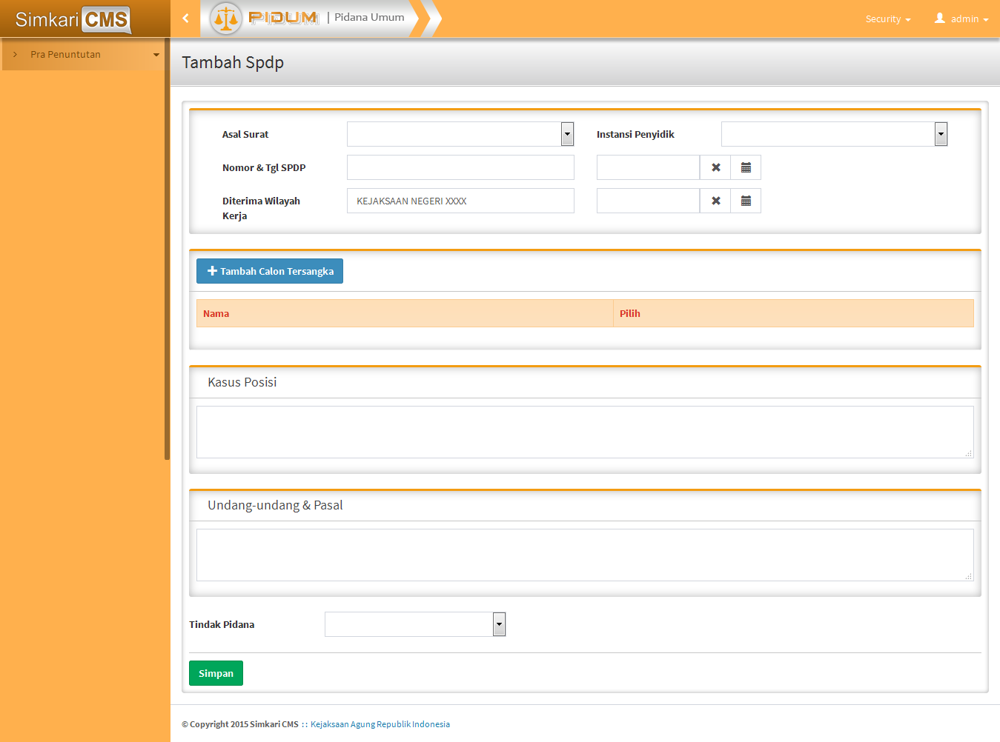 Simkari CMS
PIDUM | Pidana Umum
Security
admin
Pra Penuntutan
Tambah Spdp
Asal Surat
Instansi Penyidik
Nomor & Tgl SPDP
Diterima Wilayah
Kerja
KEJAKSAAN NEGERI XXXX
Tambah Calon Tersangka
Nama
Pilih
Kasus Posisi
Undang-undang & Pasal
Tindak Pidana
Simpan
© Copyright 2015 Simkari CMS :: Kejaksaan Agung Republik Indonesia